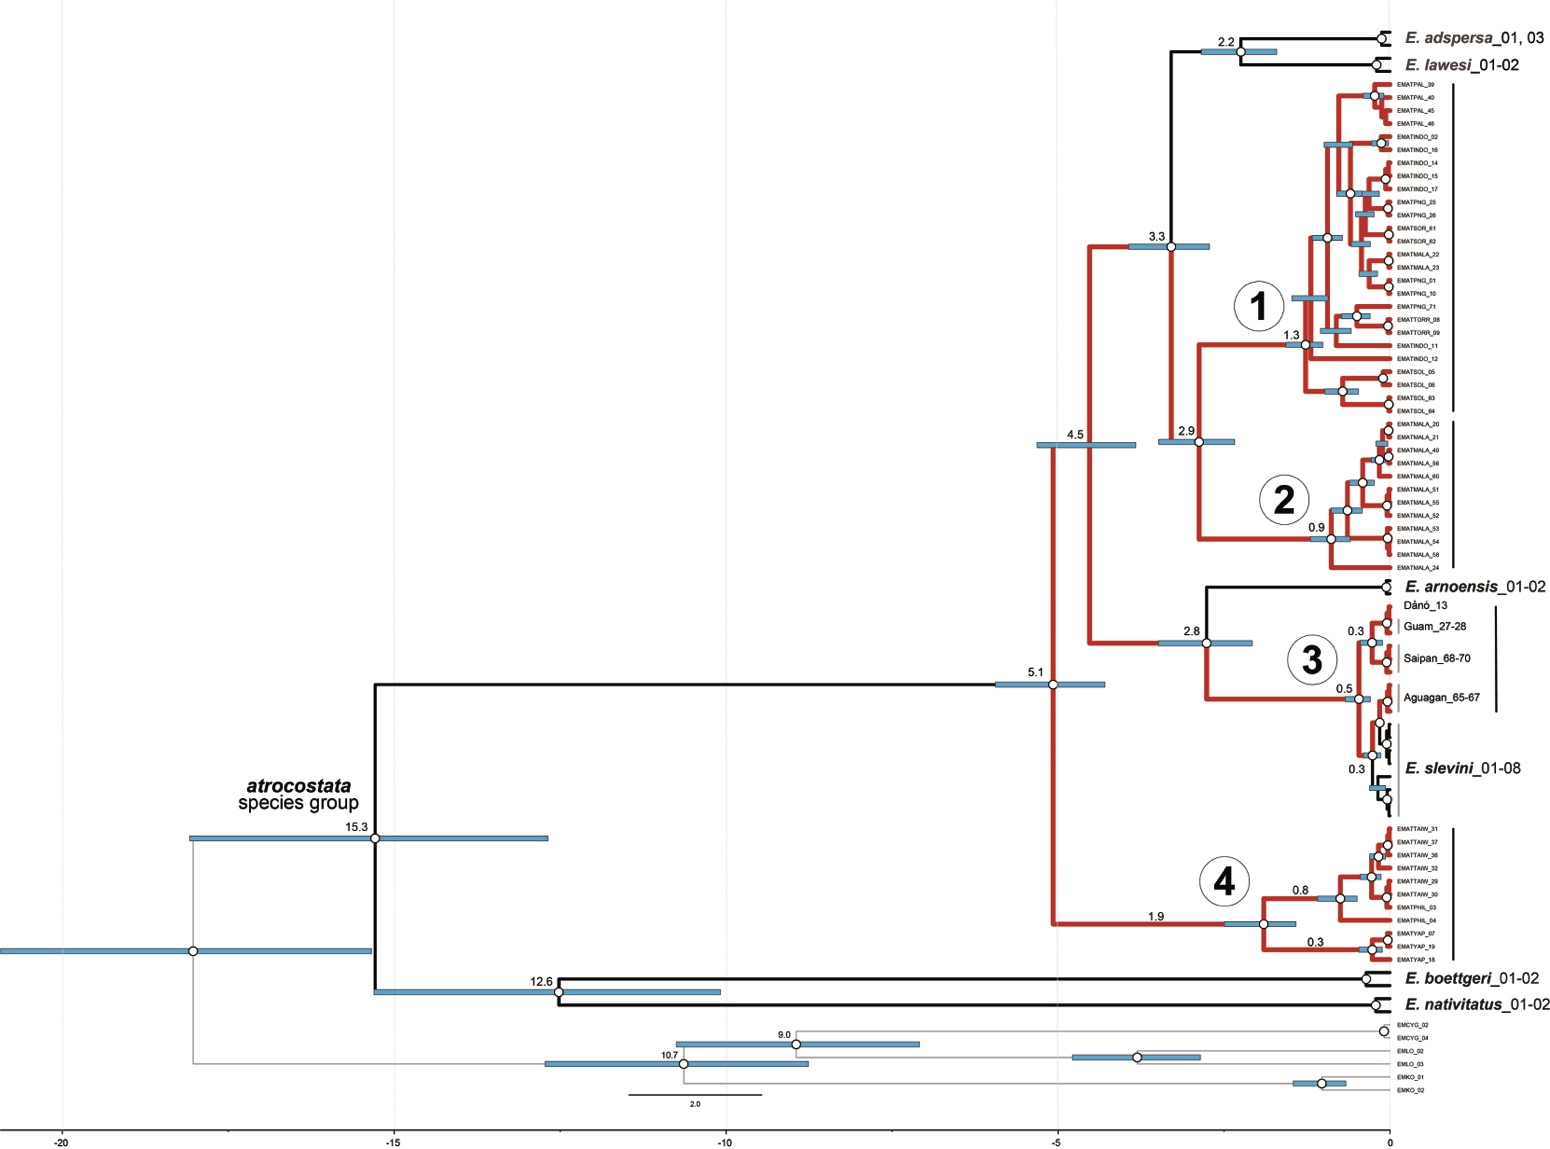 2.2
E. adspersa_01, 03
E. lawesi_01-02
EMATPAL_39
EMATPAL_40
EMATPAL_45
EMATPAL_46
EMATINDO_02
EMATINDO_16
EMATINDO_14
EMATINDO_15
EMATINDO_17
EMATPNG_25
EMATPNG_26
EMATSOR_61
EMATSOR_62
3.3
EMATMALA_22
EMATMALA_23
EMATPNG_01
EMATPNG_10
1
EMATPNG_71
EMATTORR_08
EMATTORR_09
1.3
EMATINDO_11
EMATINDO_12
EMATSOL_05
EMATSOL_06
EMATSOL_63
EMATSOL_64
EMATMALA_20
4.5
2.9
EMATMALA_21
EMATMALA_49
EMATMALA_56
EMATMALA_60
EMATMALA_51
2
EMATMALA_55
EMATMALA_52
0.9
EMATMALA_53
EMATMALA_54
EMATMALA_58
EMATMALA_24
E. arnoensis_01-02
Dånó_13
2.8
0.3
Guam_27-28
3
Saipan_68-70
5.1
0.5
Aguagan_65-67
0.3
E. slevini_01-08
atrocostata
species group
15.3
EMATTAIW_31
EMATTAIW_37
EMATTAIW_38
EMATTAIW_32
4
0.8
EMATTAIW_29
EMATTAIW_30
EMATPHIL_03
1.9
EMATPHIL_04
EMATYAP_07
0.3
EMATYAP_19
EMATYAP_18
12.6
E. boettgeri_01-02
E. nativitatus_01-02
9.0
EMCYG_02
EMCYG_04
10.7
EMLO_02
EMLO_03
EMKO_01
EMKO_02
2.0
-20
-15
-10
-5
0